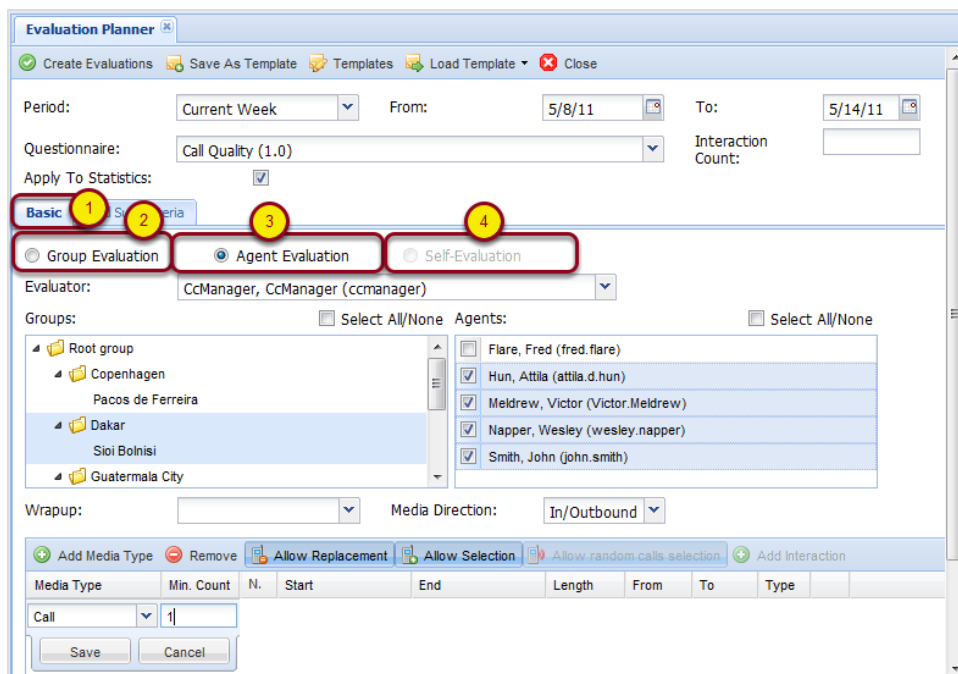 Evaluation Planner
Create Evaluations Save As Template Templates Load Template Close
Period: Current Week From: 5/8/11 To: 5/14/11
Questionnaire: Call Quality (1.0) Interaction Count:
Apply To Statistics:
Basic 1 2 3 4
Group Evaluation Agent Evaluation Self-Evaluation
Evaluator: CcManager, CcManager (ccmanager)
Groups: Select All/None Agents: Select All/None
Root group Flare, Fred (fred.flare)
Copenhagen Hun, Attila (attila.d.hun)
Pacos de Ferreira Meldrew, Victor (Victor.Meldrew)
Dakar Napper, Wesley (wesley.napper)
Sioi Bolnisi Smith, John (john.smith)
Guatermala City
Wrapup: Media Direction: In/Outbound
Add Media Type Remove Allow Replacement Allow Selection Allow random calls selection Add Interaction
Media Type Min. Count N. Start End Length From To Type
Call 1
Save Cancel